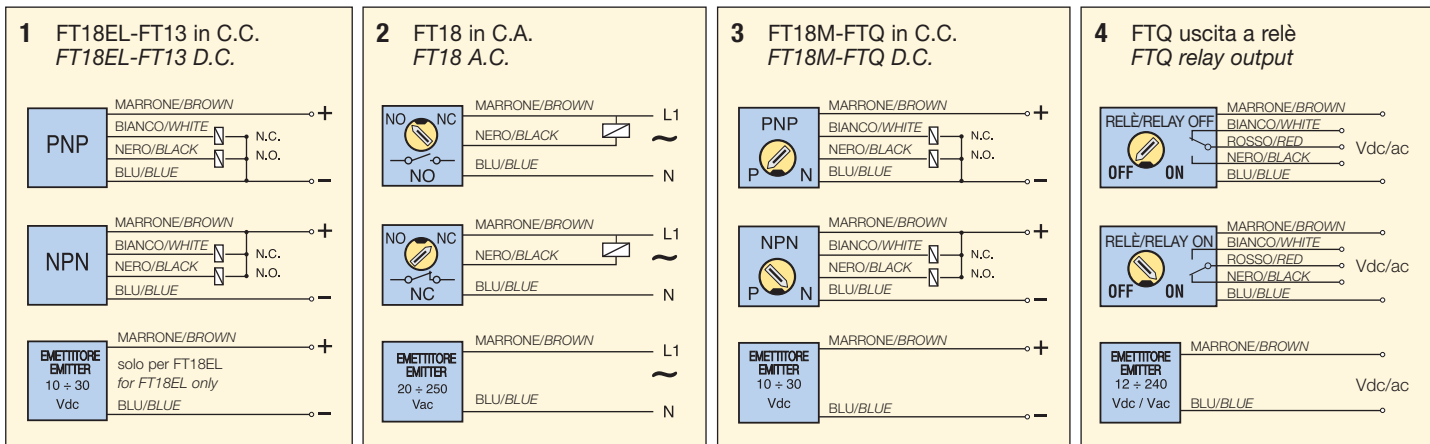 1 FT18EL-FT13 in C.C.
FT18EL-FT13 D.C.
PNP
MARRONE/BROWN
+
BIANCO/WHITE
N.C.
NERO/BLACK
N.O.
BLU/BLUE
–
NPN
MARRONE/BROWN
+
BIANCO/WHITE
N.C.
NERO/BLACK
N.O.
BLU/BLUE
–
EMETTITORE
EMITTER
10 ÷ 30
Vdc
MARRONE/BROWN
+
solo per FT18EL
for FT18EL only
BLU/BLUE
–
2 FT18 in C.A.
FT18 A.C.
NO NC
NO
MARRONE/BROWN
L1
NERO/BLACK
~
BLU/BLUE
N
NO NC
NC
MARRONE/BROWN
L1
NERO/BLACK
~
BLU/BLUE
N
EMETTITORE
EMITTER
20 ÷ 250
Vac
MARRONE/BROWN
L1
~
BLU/BLUE
N
3 FT18M-FTQ in C.C.
FT18M-FTQ D.C.
PNP
P N
MARRONE/BROWN
+
BIANCO/WHITE
N.C.
NERO/BLACK
N.O.
BLU/BLUE
–
NPN
P N
MARRONE/BROWN
+
BIANCO/WHITE
N.C.
NERO/BLACK
N.O.
BLU/BLUE
–
EMETTITORE
EMITTER
10 ÷ 30
Vdc
MARRONE/BROWN
+
BLU/BLUE
–
4 FTQ uscita a relè
FTQ relay output
RELÈ/RELAY OFF
OFF ON
MARRONE/BROWN
BIANCO/WHITE
ROSSO/RED
Vdc/ac
NERO/BLACK
BLU/BLUE
RELÈ/RELAY ON
OFF ON
MARRONE/BROWN
BIANCO/WHITE
ROSSO/RED
Vdc/ac
NERO/BLACK
BLU/BLUE
EMETTITORE
EMITTER
12 ÷ 240
Vdc / Vac
MARRONE/BROWN
Vdc/ac
BLU/BLUE